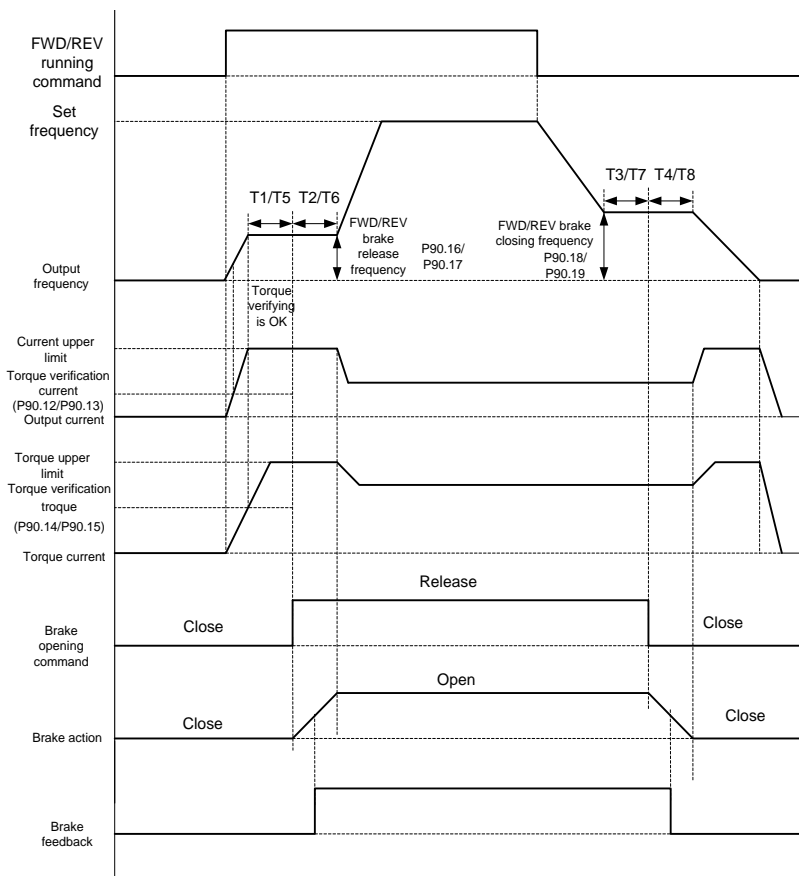 FWD/REV
running
command
Set
frequency
T1/T5
T2/T6
T3/T7
T4/T8
FWD/REV
brake
release
frequency
P90.16/
P90.17
FWD/REV brake
closing frequency
P90.18/
P90.19
Output
frequency
Torque
verifying
is OK
Current upper
limit
Torque verification
current
(P90.12/P90.13)
Output current
Torque upper
limit
Torque verification
troque
(P90.14/P90.15)
Torque current
Release
Close
Close
Brake
opening
command
Open
Close
Close
Brake action
Brake
feedback